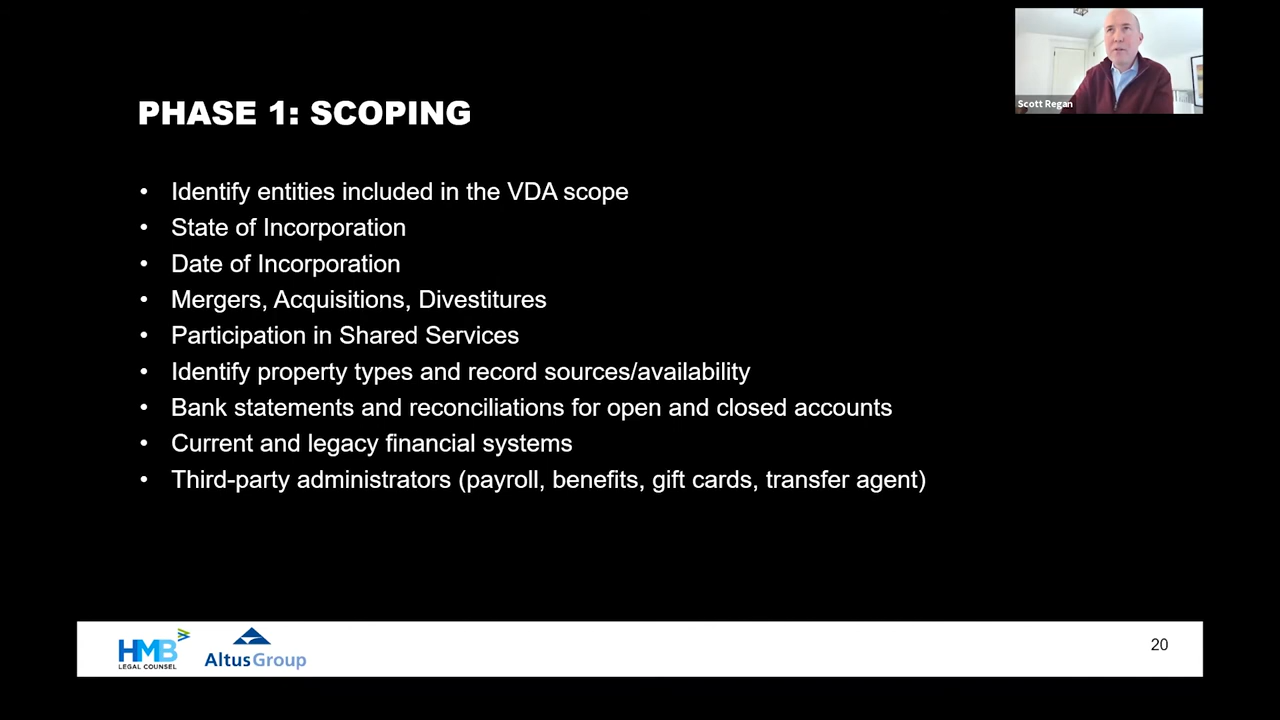 Scott Regan
PHASE 1: SCOPING
• Identify entities included in the VDA scope
• State of Incorporation
• Date of Incorporation
• Mergers, Acquisitions, Divestitures
• Participation in Shared Services
• Identify property types and record sources/availability
• Bank statements and reconciliations for open and closed accounts
• Current and legacy financial systems
• Third-party administrators (payroll, benefits, gift cards, transfer agent)
HMB
LEGAL COUNSEL
AltusGroup
20